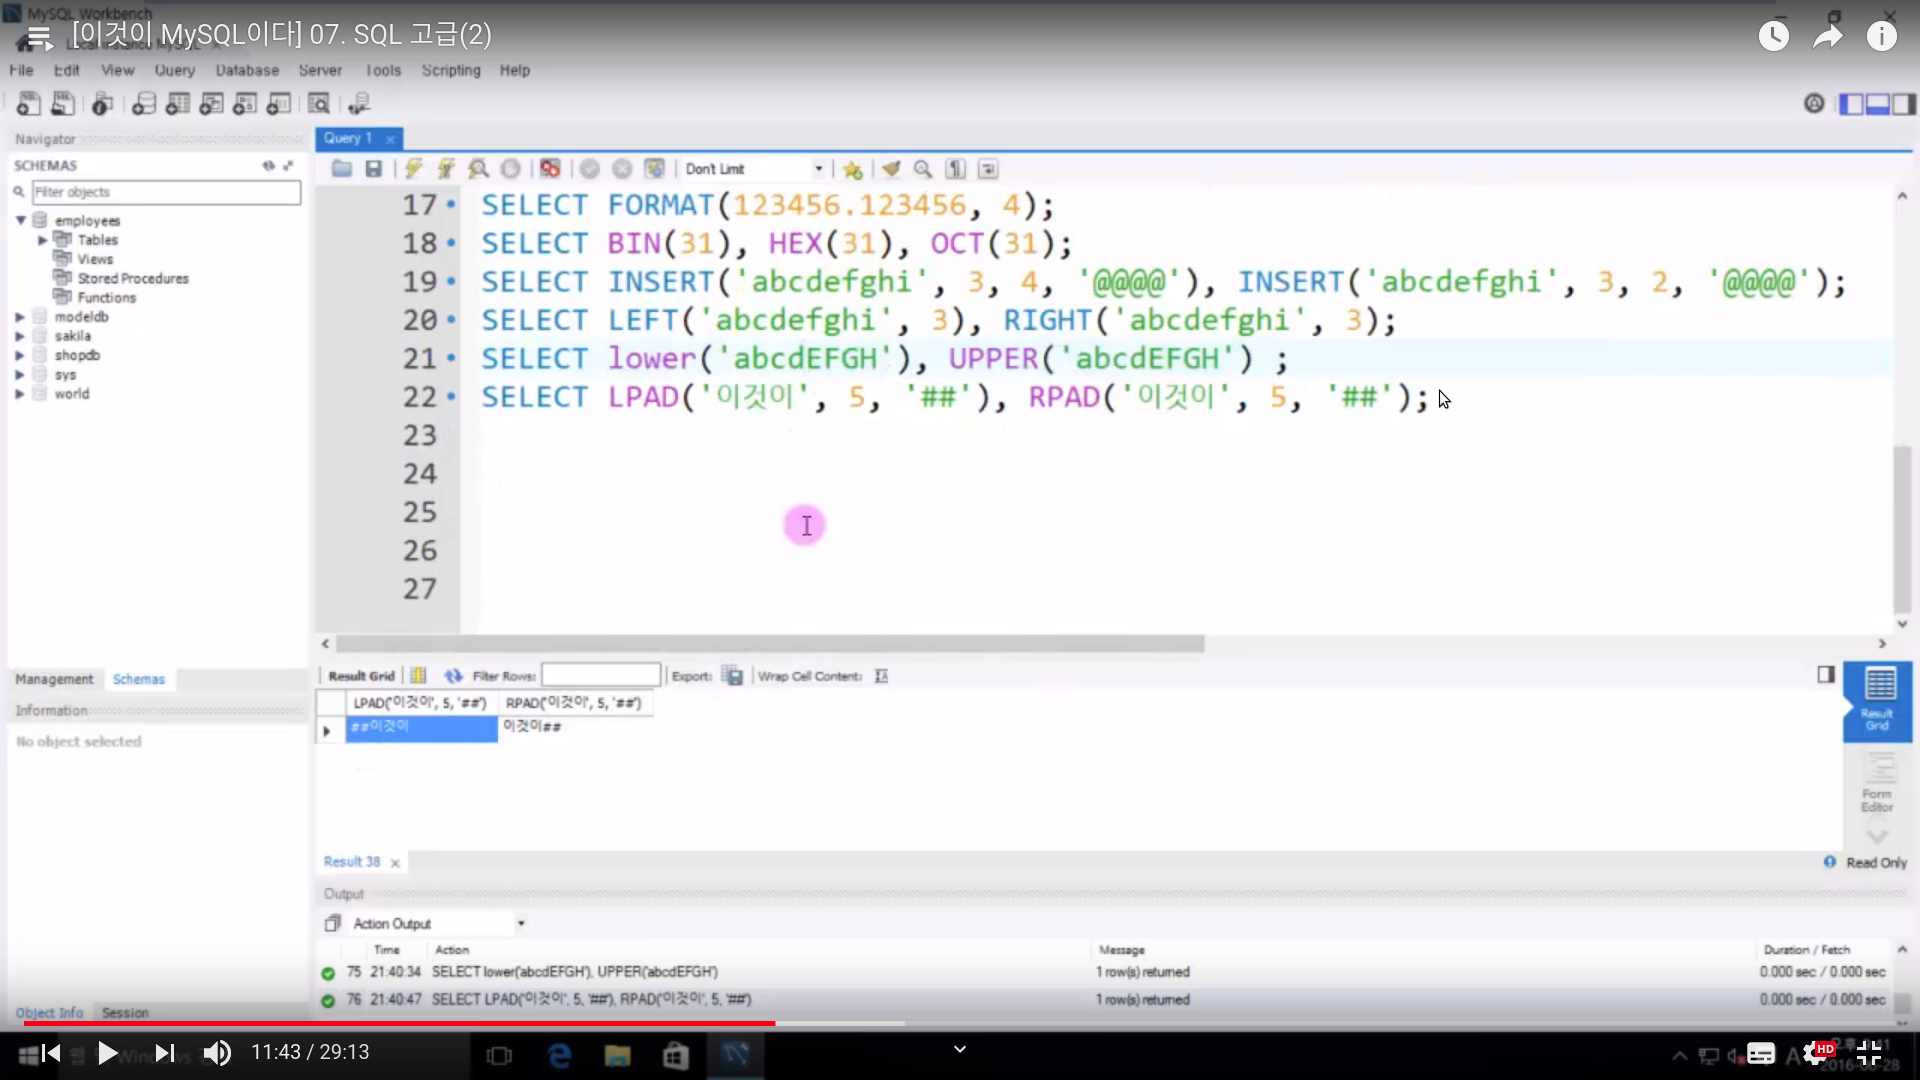 MySQL Workbench
[이것이 MySQL이다] 07. SQL 고급(2)
File Edit View Query Database Server Tools Scripting Help
Navigator
SCHEMAS
Filter objects
employees
Tables
Views
Stored Procedures
Functions
modeldb
sakila
shopdb
sys
world
Management Schemas
Information
No object selected
Object Info Session
Query 1
Don't Limit
17 SELECT FORMAT(123456.123456, 4);
18 SELECT BIN(31), HEX(31), OCT(31);
19 SELECT INSERT('abcdefghi', 3, 4, '@@@@'), INSERT('abcdefghi', 3, 2, '@@@@');
20 SELECT LEFT('abcdefghi', 3), RIGHT('abcdefghi', 3);
21 SELECT lower('abcdEFGH'), UPPER('abcdEFGH') ;
22 SELECT LPAD('이것이', 5, '##'), RPAD('이것이', 5, '##');
23
24
25
26
27
Result Grid Filter Rows: Export: Wrap Cell Content:
LPAD('이것이', 5, '##') RPAD('이것이', 5, '##')
##이것이 이것이##
Result Grid
Form Editor
Result 38
Read Only
Output
Action Output
Time Action Message Duration / Fetch
75 21:40:34 SELECT lower('abcdEFGH'), UPPER('abcdEFGH') 1 row(s) returned 0.000 sec / 0.000 sec
76 21:40:47 SELECT LPAD('이것이', 5, '##'), RPAD('이것이', 5, '##') 1 row(s) returned 0.000 sec / 0.000 sec
11:43 / 29:13
HD